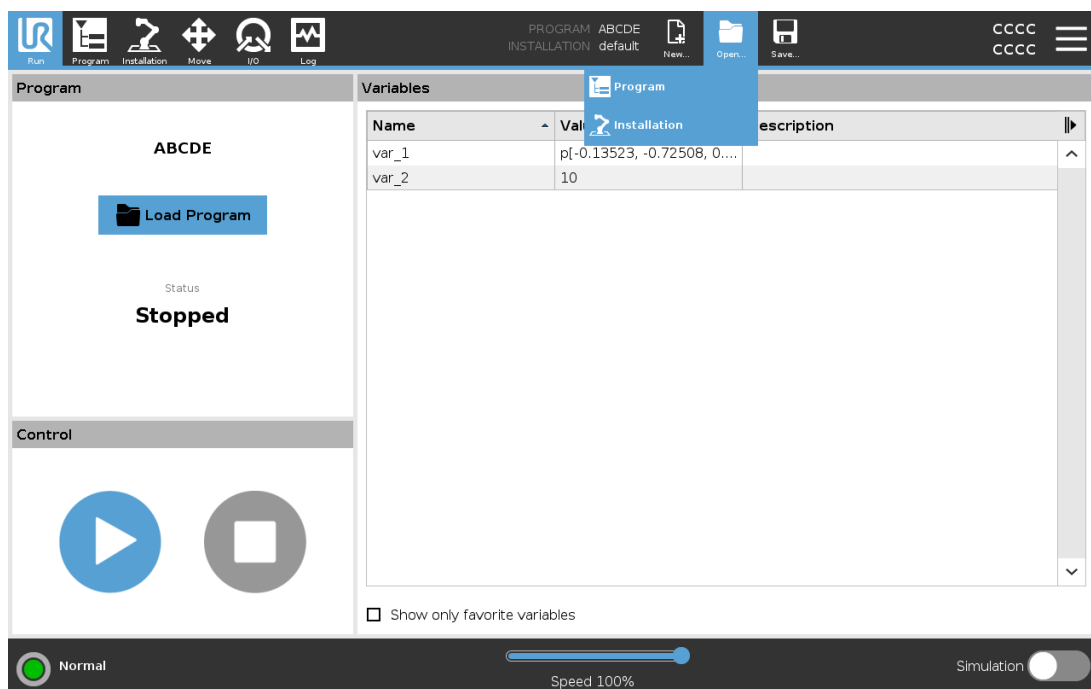 UR
Run
Program
Installation
Move
I/O
Log
PROGRAM ABCDE
INSTALLATION default
New...
Open...
Save...
CCCC
CCCC
Program
Installation
Program
ABCDE
Load Program
Status
Stopped
Control
Variables
Name
Val
escription
var_1
p[-0.13523, -0.72508, 0....
var_2
10
Show only favorite variables
Normal
Speed 100%
Simulation